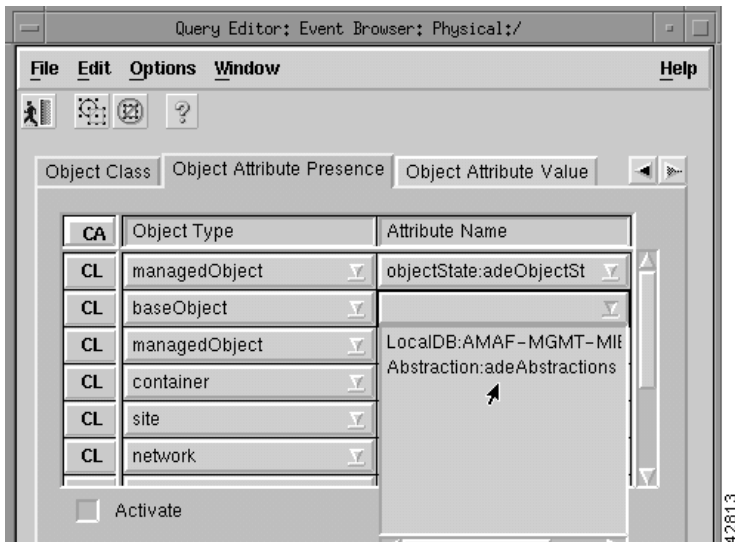 Query Editor: Event Browser: Physical:/
File Edit Options Window Help
?
Object Class Object Attribute Presence Object Attribute Value
CA Object Type Attribute Name
CL managedObject objectState:adeObjectSt
CL baseObject
CL managedObject LocalDB:AMAF-MGMT-MIB
Abstraction:adeAbstractions
CL container
CL site
CL network
Activate
42813